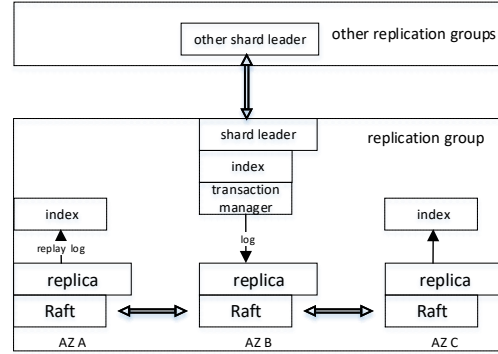 other replication groups
other shard leader
replication group
shard leader
index
transaction
manager
index
index
replay log
log
replica
replica
replica
Raft
Raft
Raft
AZ A
AZ B
AZ C